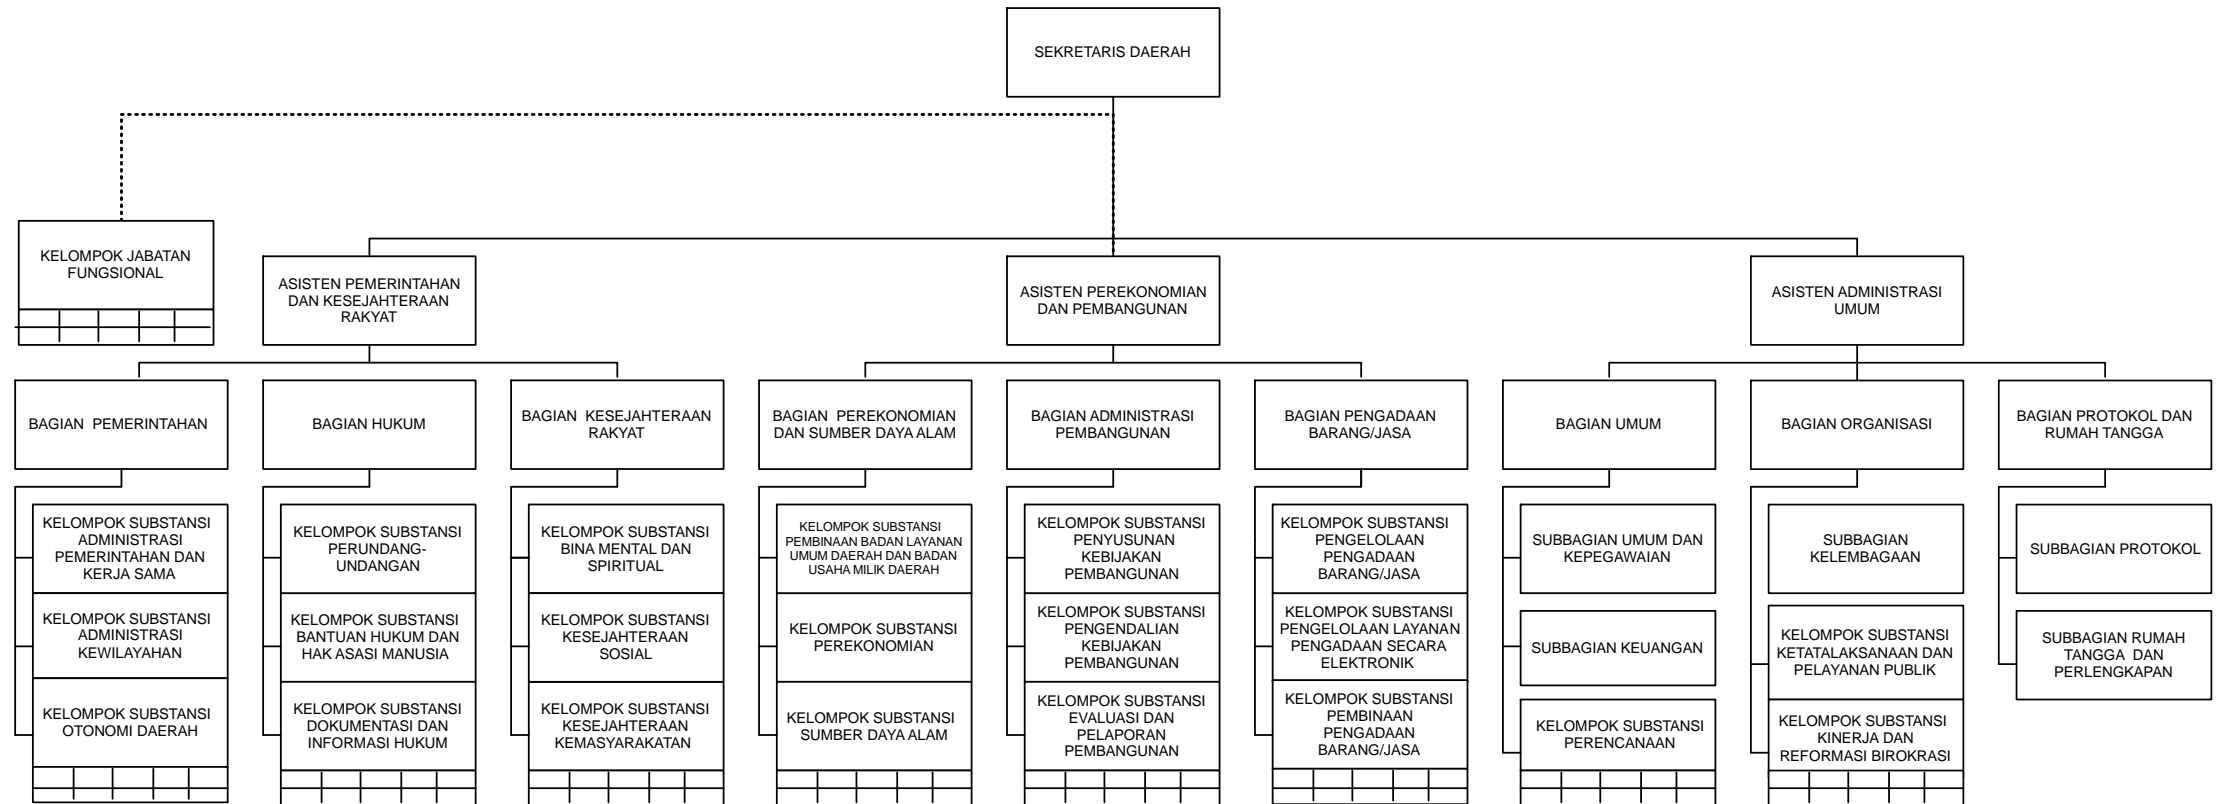 SEKRETARIS DAERAH
KELOMPOK JABATAN
FUNGSIONAL
ASISTEN PEMERINTAHAN
DAN KESEJAHTERAAN
RAKYAT
ASISTEN PEREKONOMIAN
DAN PEMBANGUNAN
ASISTEN ADMINISTRASI
UMUM
BAGIAN PEMERINTAHAN
BAGIAN HUKUM
BAGIAN KESEJAHTERAAN
RAKYAT
BAGIAN PEREKONOMIAN
DAN SUMBER DAYA ALAM
BAGIAN ADMINISTRASI
PEMBANGUNAN
BAGIAN PENGADAAN
BARANG/JASA
BAGIAN UMUM
BAGIAN ORGANISASI
BAGIAN PROTOKOL DAN
RUMAH TANGGA
KELOMPOK SUBSTANSI
ADMINISTRASI
PEMERINTAHAN DAN
KERJA SAMA
KELOMPOK SUBSTANSI
ADMINISTRASI
KEWILAYAHAN
KELOMPOK SUBSTANSI
OTONOMI DAERAH
KELOMPOK SUBSTANSI
PERUNDANG-
UNDANGAN
KELOMPOK SUBSTANSI
BANTUAN HUKUM DAN
HAK ASASI MANUSIA
KELOMPOK SUBSTANSI
DOKUMENTASI DAN
INFORMASI HUKUM
KELOMPOK SUBSTANSI
BINA MENTAL DAN
SPIRITUAL
KELOMPOK SUBSTANSI
KESEJAHTERAAN
SOSIAL
KELOMPOK SUBSTANSI
KESEJAHTERAAN
KEMASYARAKATAN
KELOMPOK SUBSTANSI
PEMBINAAN BADAN LAYANAN
UMUM DAERAH DAN BADAN
USAHA MILIK DAERAH
KELOMPOK SUBSTANSI
PEREKONOMIAN
KELOMPOK SUBSTANSI
SUMBER DAYA ALAM
KELOMPOK SUBSTANSI
PENYUSUNAN
KEBIJAKAN
PEMBANGUNAN
KELOMPOK SUBSTANSI
PENGENDALIAN
KEBIJAKAN
PEMBANGUNAN
KELOMPOK SUBSTANSI
EVALUASI DAN
PELAPORAN
PEMBANGUNAN
KELOMPOK SUBSTANSI
PENGELOLAAN
PENGADAAN
BARANG/JASA
KELOMPOK SUBSTANSI
PENGELOLAAN LAYANAN
PENGADAAN SECARA
ELEKTRONIK
KELOMPOK SUBSTANSI
PEMBINAAN
PENGADAAN
BARANG/JASA
SUBBAGIAN UMUM DAN
KEPEGAWAIAN
SUBBAGIAN KEUANGAN
KELOMPOK SUBSTANSI
PERENCANAAN
SUBBAGIAN
KELEMBAGAAN
KELOMPOK SUBSTANSI
KETATALAKSANAAN DAN
PELAYANAN PUBLIK
KELOMPOK SUBSTANSI
KINERJA DAN
REFORMASI BIROKRASI
SUBBAGIAN PROTOKOL
SUBBAGIAN RUMAH
TANGGA DAN
PERLENGKAPAN